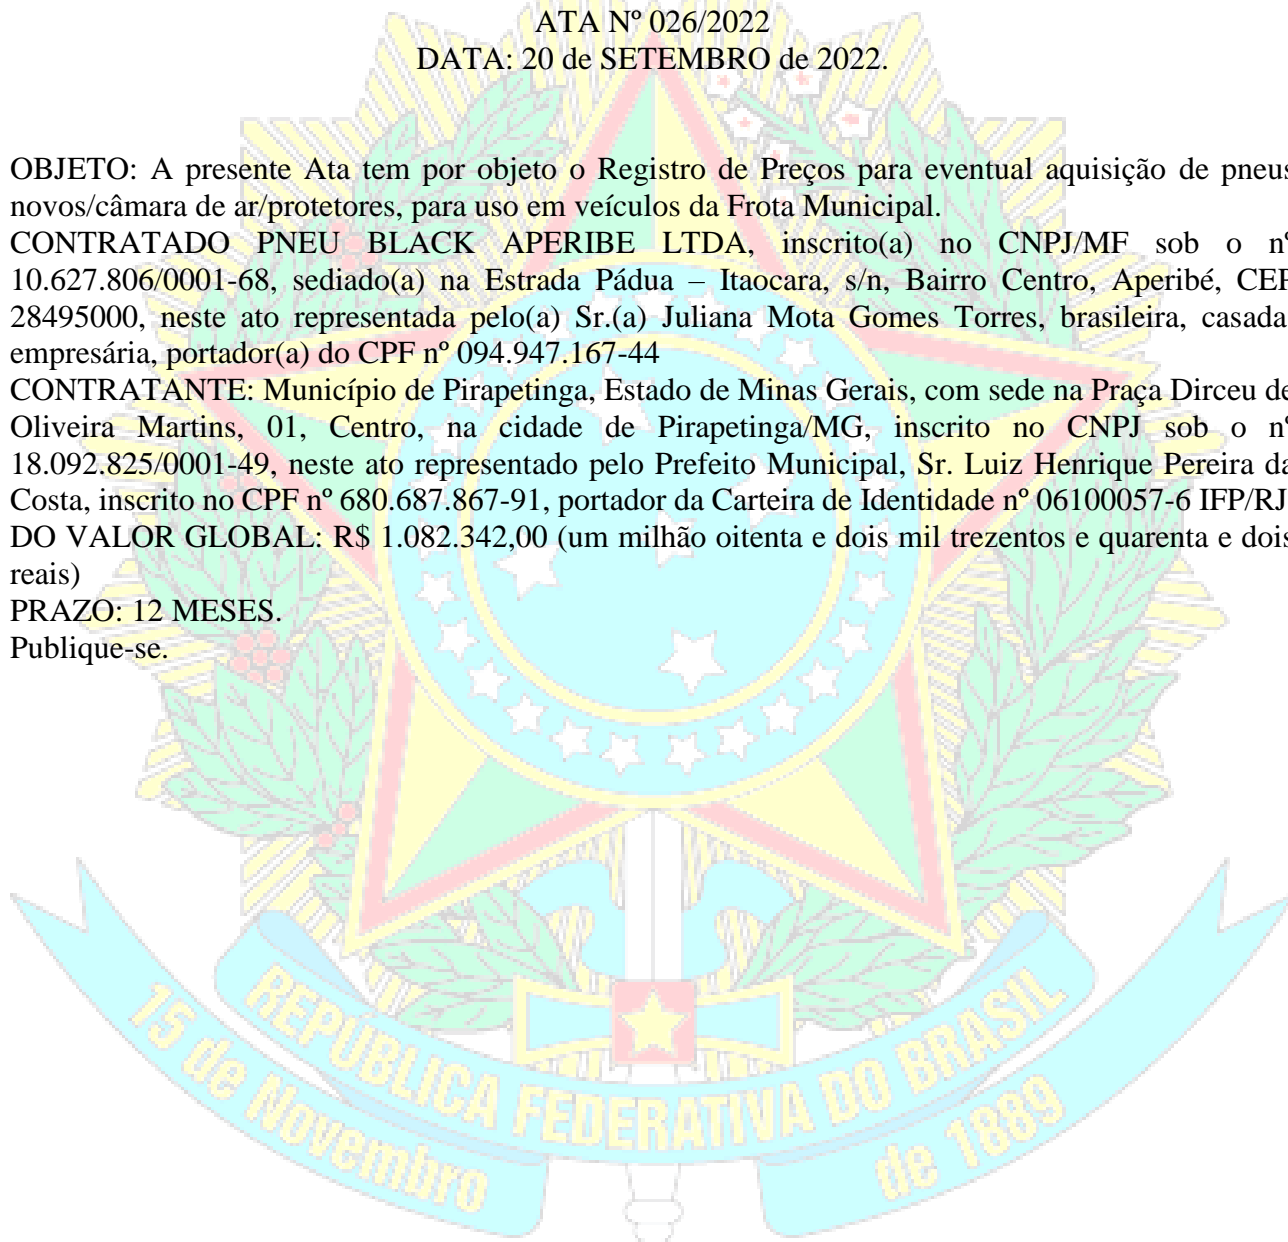 ATA Nº 026/2022
DATA: 20 de SETEMBRO de 2022.
OBJETO: A presente Ata tem por objeto o Registro de Preços para eventual aquisição de pneus
novos/câmara de ar/protetores, para uso em veículos da Frota Municipal.
CONTRATADO PNEU BLACK APERIBE LTDA, inscrito(a) no CNPJ/MF sob o nº
10.627.806/0001-68, sediado(a) na Estrada Pádua – Itaocara, s/n, Bairro Centro, Aperibé, CEP
28495000, neste ato representada pelo(a) Sr.(a) Juliana Mota Gomes Torres, brasileira, casada,
empresária, portador(a) do CPF nº 094.947.167-44
CONTRATANTE: Município de Pirapetinga, Estado de Minas Gerais, com sede na Praça Dirceu de
Oliveira Martins, 01, Centro, na cidade de Pirapetinga/MG, inscrito no CNPJ sob o nº
18.092.825/0001-49, neste ato representado pelo Prefeito Municipal, Sr. Luiz Henrique Pereira da
Costa, inscrito no CPF nº 680.687.867-91, portador da Carteira de Identidade nº 06100057-6 IFP/RJ
DO VALOR GLOBAL: R$ 1.082.342,00 (um milhão oitenta e dois mil trezentos e quarenta e dois
reais)
PRAZO: 12 MESES.
Publique-se.
REPÚBLICA FEDERATIVA DO BRASIL
15 de Novembro
de 1889